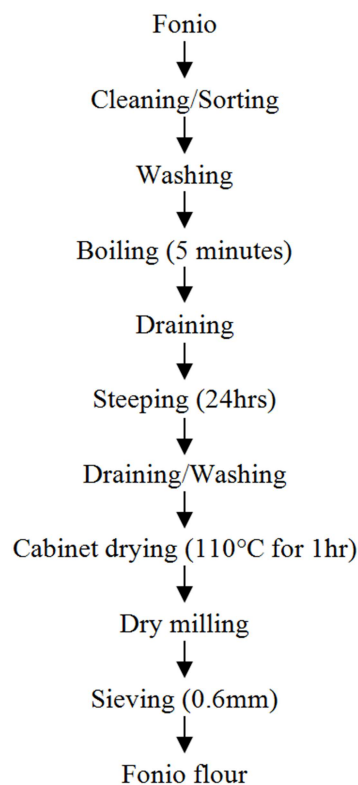 Fonio
Cleaning/Sorting
Washing
Boiling (5 minutes)
Draining
Steeping (24hrs)
Draining/Washing
Cabinet drying (110°C for 1hr)
Dry milling
Sieving (0.6mm)
Fonio flour